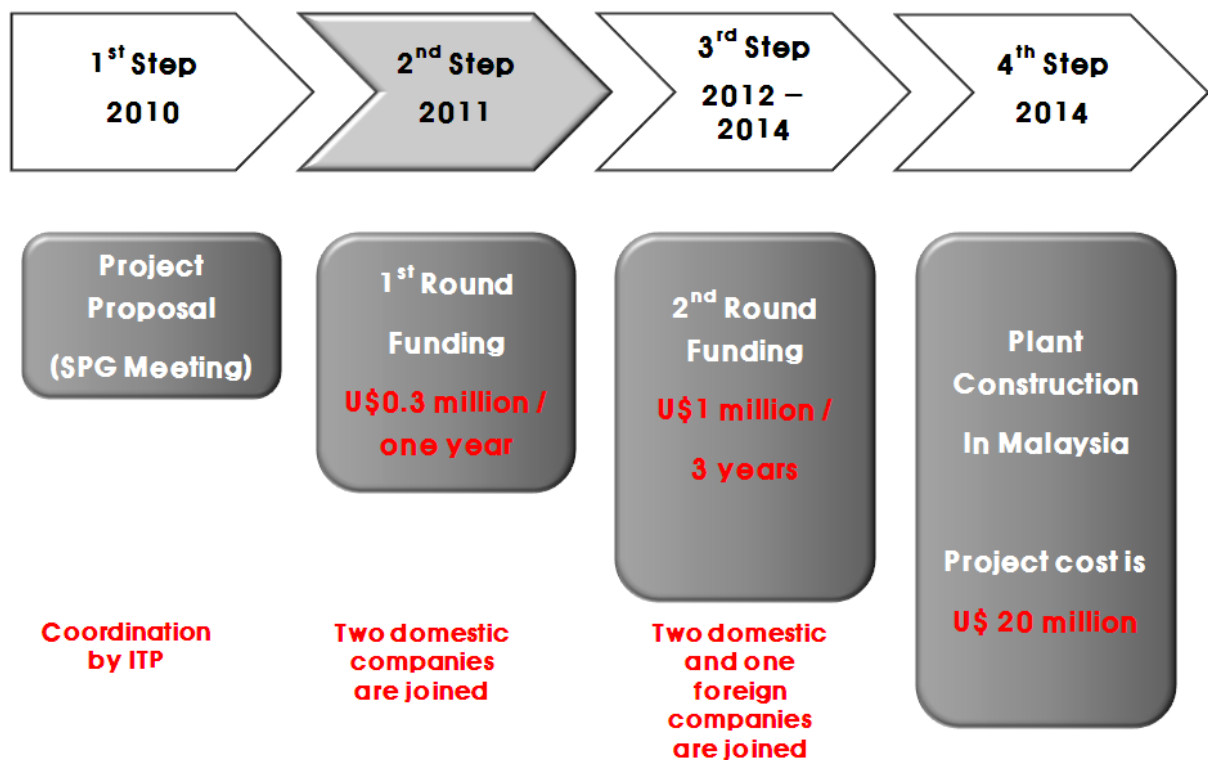 1st Step
2010
2nd Step
2011
3rd Step
2012 –
2014
4th Step
2014
Project
Proposal
(SPG Meeting)
1st Round
Funding
U$0.3 million /
one year
2nd Round
Funding
U$1 million /
3 years
Plant
Construction
In Malaysia
Project cost is
U$ 20 million
Coordination
by ITP
Two domestic
companies
are joined
Two domestic
and one
foreign
companies
are joined